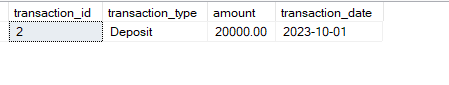 transaction_id transaction_type amount transaction_date
2 Deposit 20000.00 2023-10-01